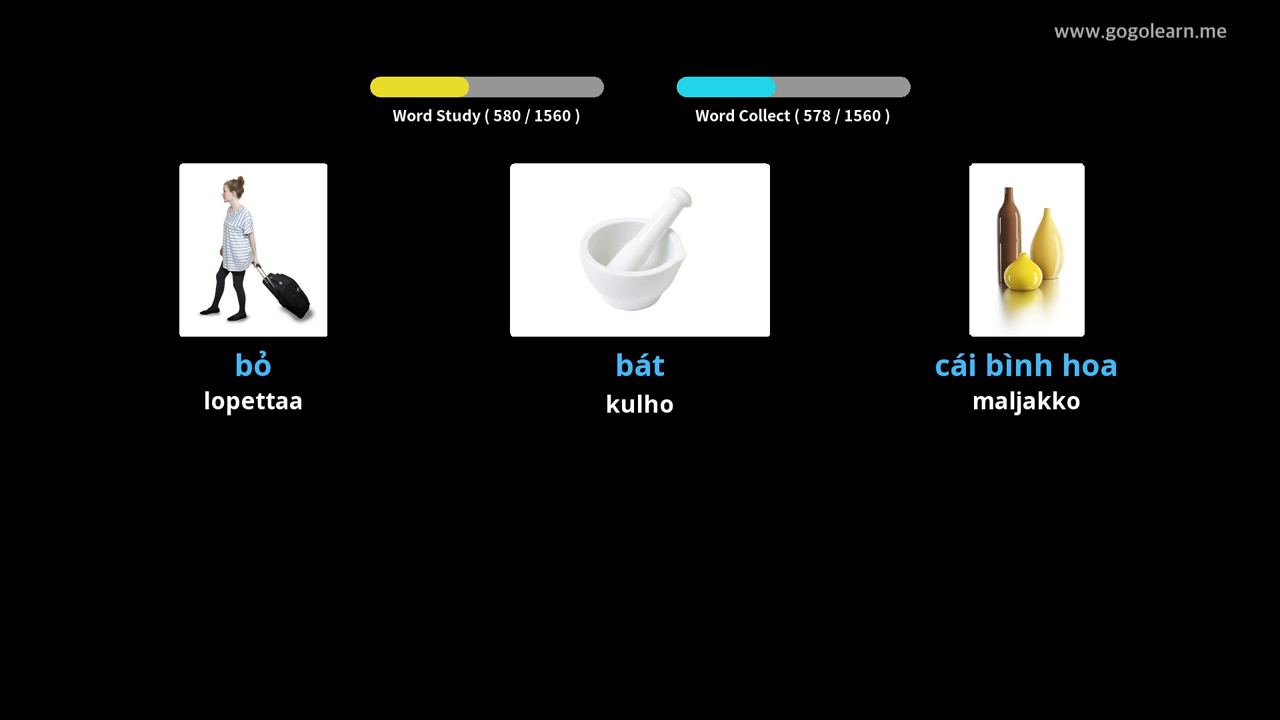 www.gogolearn.me
Word Study ( 580 / 1560 )
Word Collect ( 578 / 1560 )
bỏ
lopettaa
bát
kulho
cái bình hoa
maljakko